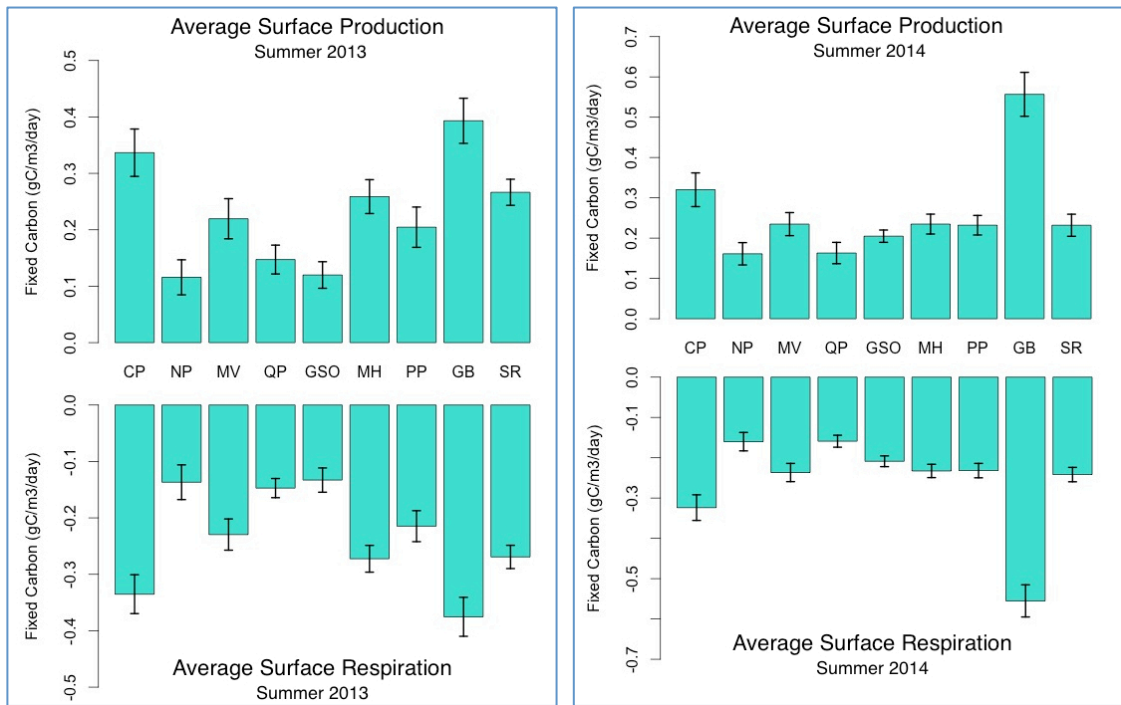 Average Surface Production
Summer 2013
Fixed Carbon (gC/m3/day)
0.5
0.4
0.3
0.2
0.1
0.0
CP NP MV QP GSO MH PP GB SR
Fixed Carbon (gC/m3/day)
0.0
-0.1
-0.2
-0.3
-0.4
-0.5
Average Surface Respiration
Summer 2013
Average Surface Production
Summer 2014
Fixed Carbon (gC/m3/day)
0.7
0.6
0.5
0.4
0.3
0.2
0.1
0.0
CP NP MV QP GSO MH PP GB SR
Fixed Carbon (gC/m3/day)
0.0
-0.1
-0.3
-0.5
-0.7
Average Surface Respiration
Summer 2014